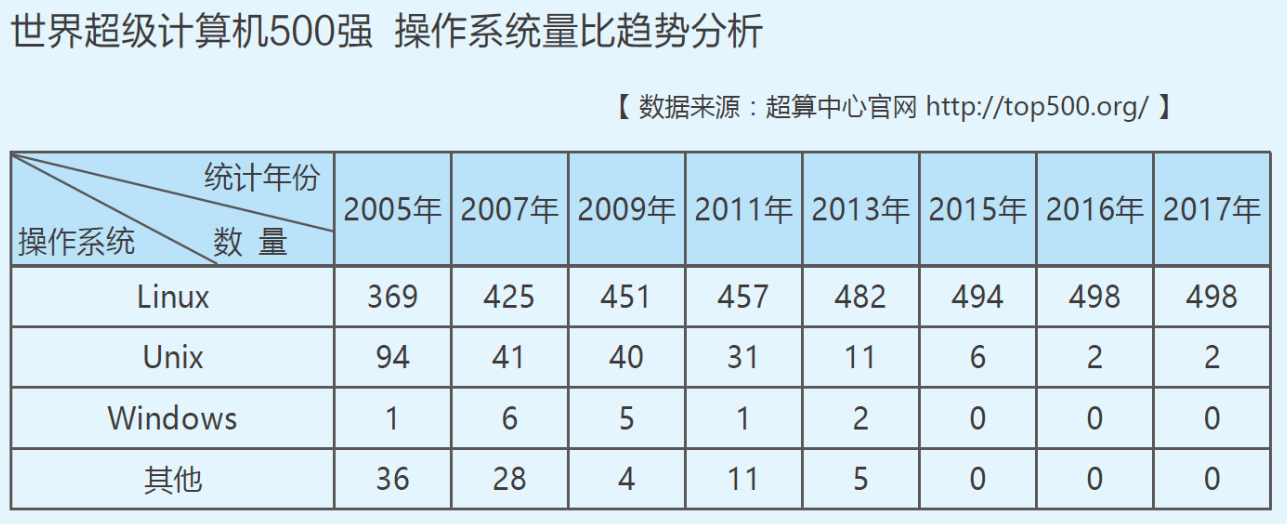 世界超级计算机500强 操作系统量比趋势分析
【 数据来源：超算中心官网 http://top500.org/ 】
统计年份
操作系统 数 量 2005年 2007年 2009年 2011年 2013年 2015年 2016年 2017年
Linux 369 425 451 457 482 494 498 498
Unix 94 41 40 31 11 6 2 2
Windows 1 6 5 1 2 0 0 0
其他 36 28 4 11 5 0 0 0